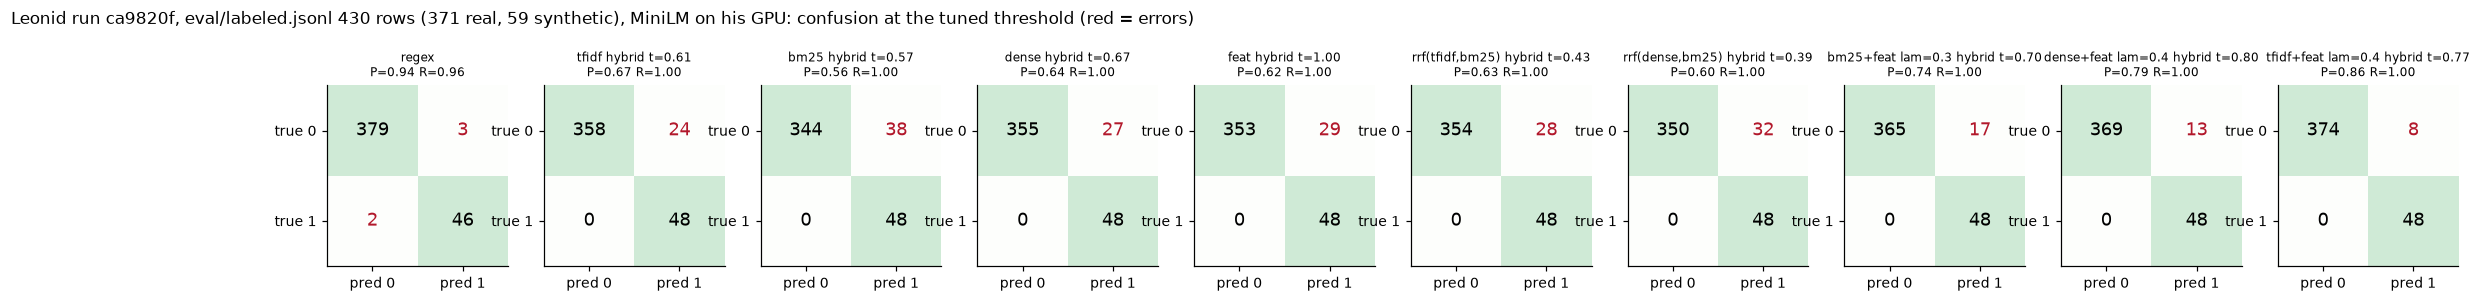 Leonid run ca9820f, eval/labeled.jsonl 430 rows (371 real, 59 synthetic), MiniLM on his GPU: confusion at the tuned threshold (red = errors)
regex
P=0.94 R=0.96
true 0 379 3
true 1 2 46
pred 0 pred 1
tfidf hybrid t=0.61
P=0.67 R=1.00
true 0 358 24
true 1 0 48
pred 0 pred 1
bm25 hybrid t=0.57
P=0.56 R=1.00
true 0 344 38
true 1 0 48
pred 0 pred 1
dense hybrid t=0.67
P=0.64 R=1.00
true 0 355 27
true 1 0 48
pred 0 pred 1
feat hybrid t=1.00
P=0.62 R=1.00
true 0 353 29
true 1 0 48
pred 0 pred 1
rrf(tfidf,bm25) hybrid t=0.43
P=0.63 R=1.00
true 0 354 28
true 1 0 48
pred 0 pred 1
rrf(dense,bm25) hybrid t=0.39
P=0.60 R=1.00
true 0 350 32
true 1 0 48
pred 0 pred 1
bm25+feat lam=0.3 hybrid t=0.70
P=0.74 R=1.00
true 0 365 17
true 1 0 48
pred 0 pred 1
dense+feat lam=0.4 hybrid t=0.80
P=0.79 R=1.00
true 0 369 13
true 1 0 48
pred 0 pred 1
tfidf+feat lam=0.4 hybrid t=0.77
P=0.86 R=1.00
true 0 374 8
true 1 0 48
pred 0 pred 1